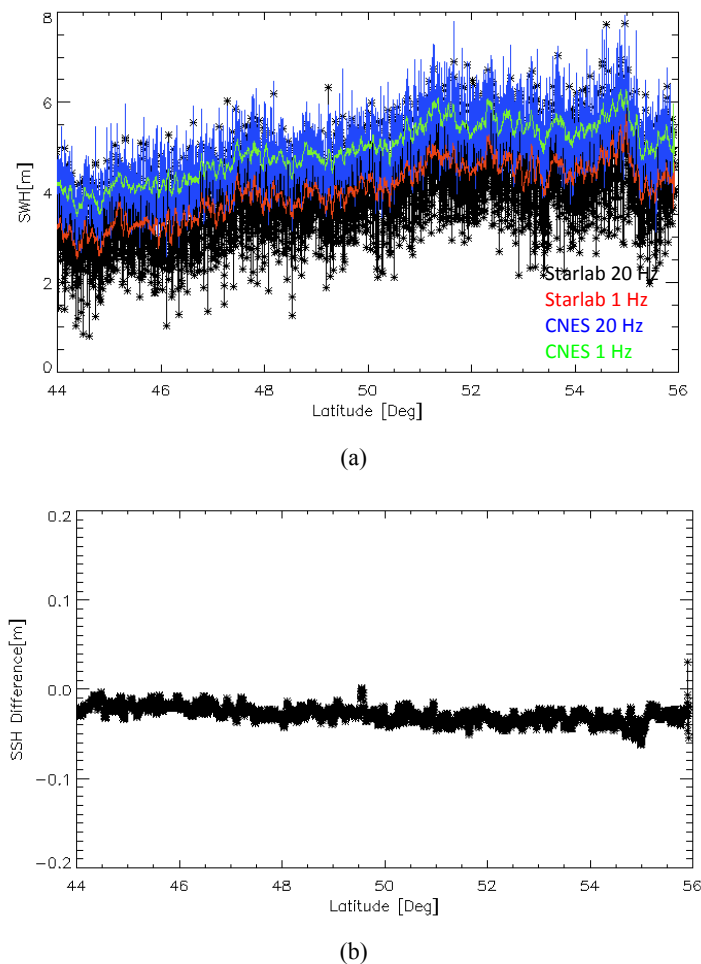 8
6
4
2
0
SWH[m]
Starlab 20 Hz
Starlab 1 Hz
CNES 20 Hz
CNES 1 Hz
44 46 48 50 52 54 56
Latitude [Deg]
(a)
0.2
0.1
0.0
−0.1
−0.2
SSH Difference[m]
44 46 48 50 52 54 56
Latitude [Deg]
(b)